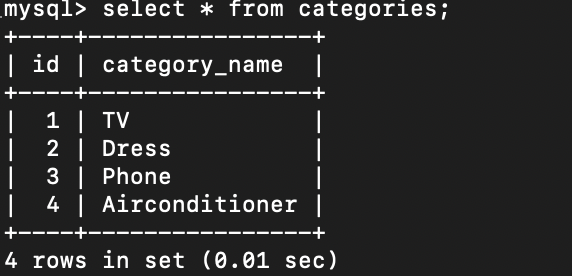 mysql> select * from categories;
+----+----------------+
| id | category_name  |
+----+----------------+
|  1 | TV             |
|  2 | Dress          |
|  3 | Phone          |
|  4 | Airconditioner |
+----+----------------+
4 rows in set (0.01 sec)